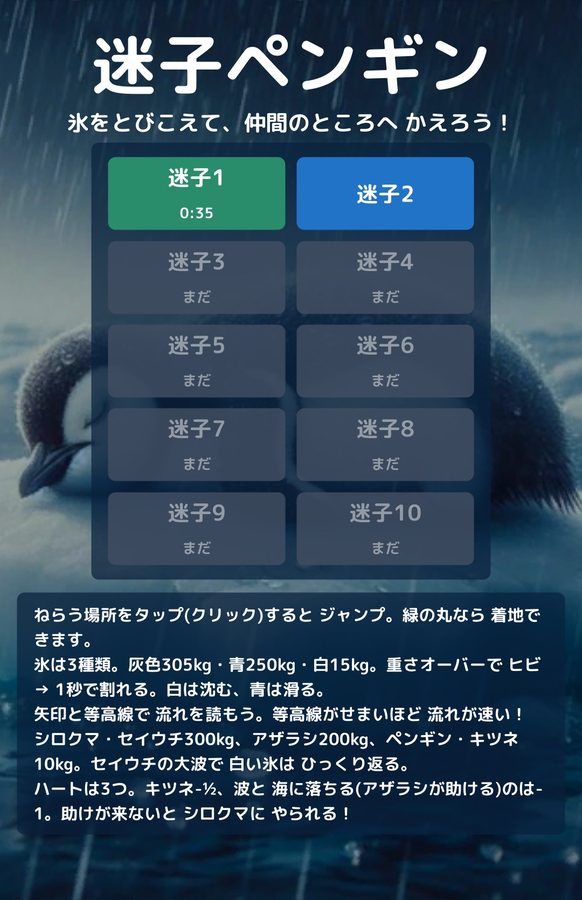 迷子ペンギン
氷をとびこえて、仲間のところへ かえろう！
迷子1
0:35
迷子2
迷子3
まだ
迷子4
まだ
迷子5
まだ
迷子6
まだ
迷子7
まだ
迷子8
まだ
迷子9
まだ
迷子10
まだ
ねらう場所をタップ(クリック)すると ジャンプ。緑の丸なら 着地で
きます。
氷は3種類。灰色305kg・青250kg・白15kg。重さオーバーで ヒビ
→ 1秒で割れる。白は沈む、青は滑る。
矢印と等高線で 流れを読もう。等高線がせまいほど 流れが速い！
シロクマ・セイウチ300kg、アザラシ200kg、ペンギン・キツネ
10kg。セイウチの大波で 白い氷は ひっくり返る。
ハートは3つ。キツネ-½、波と 海に落ちる(アザラシが助ける)のは-
1。助けが来ないと シロクマに やられる！